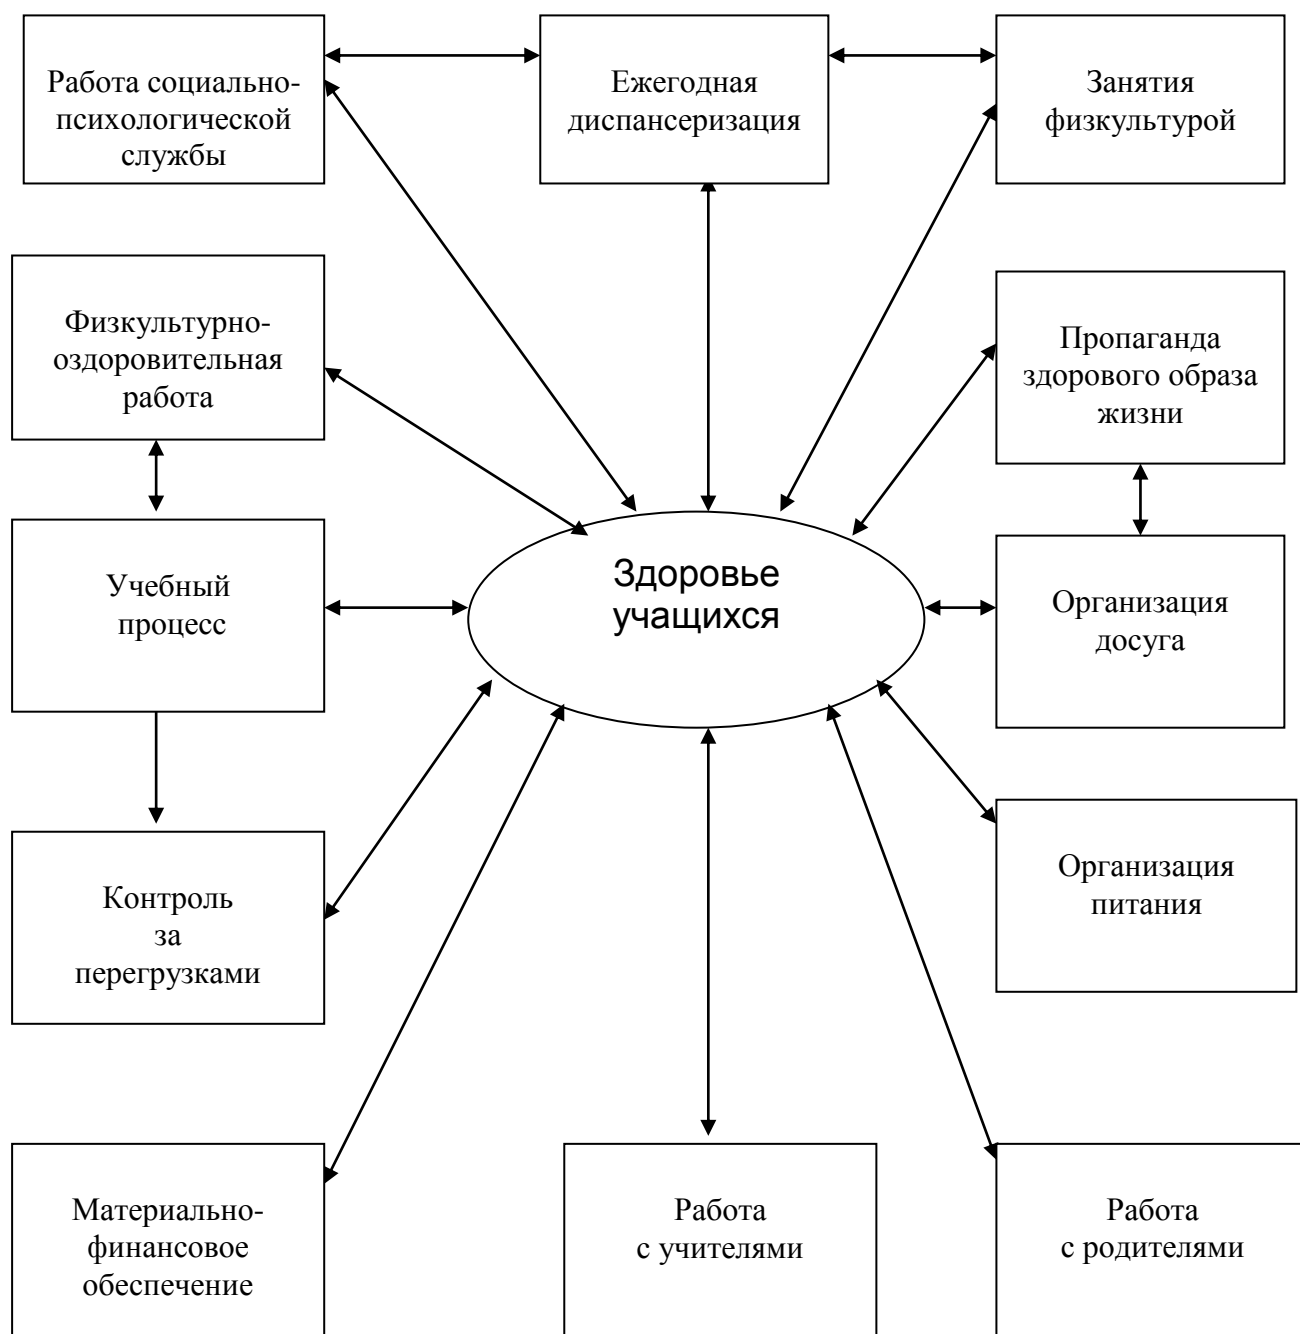 Работа социально-
психологической
службы
Ежегодная
диспансеризация
Занятия
физкультурой
Физкультурно-
оздоровительная
работа
Пропаганда
здорового образа
жизни
Учебный
процесс
Здоровье
учащихся
Организация
досуга
Контроль
за
перегрузками
Организация
питания
Материально-
финансовое
обеспечение
Работа
с учителями
Работа
с родителями